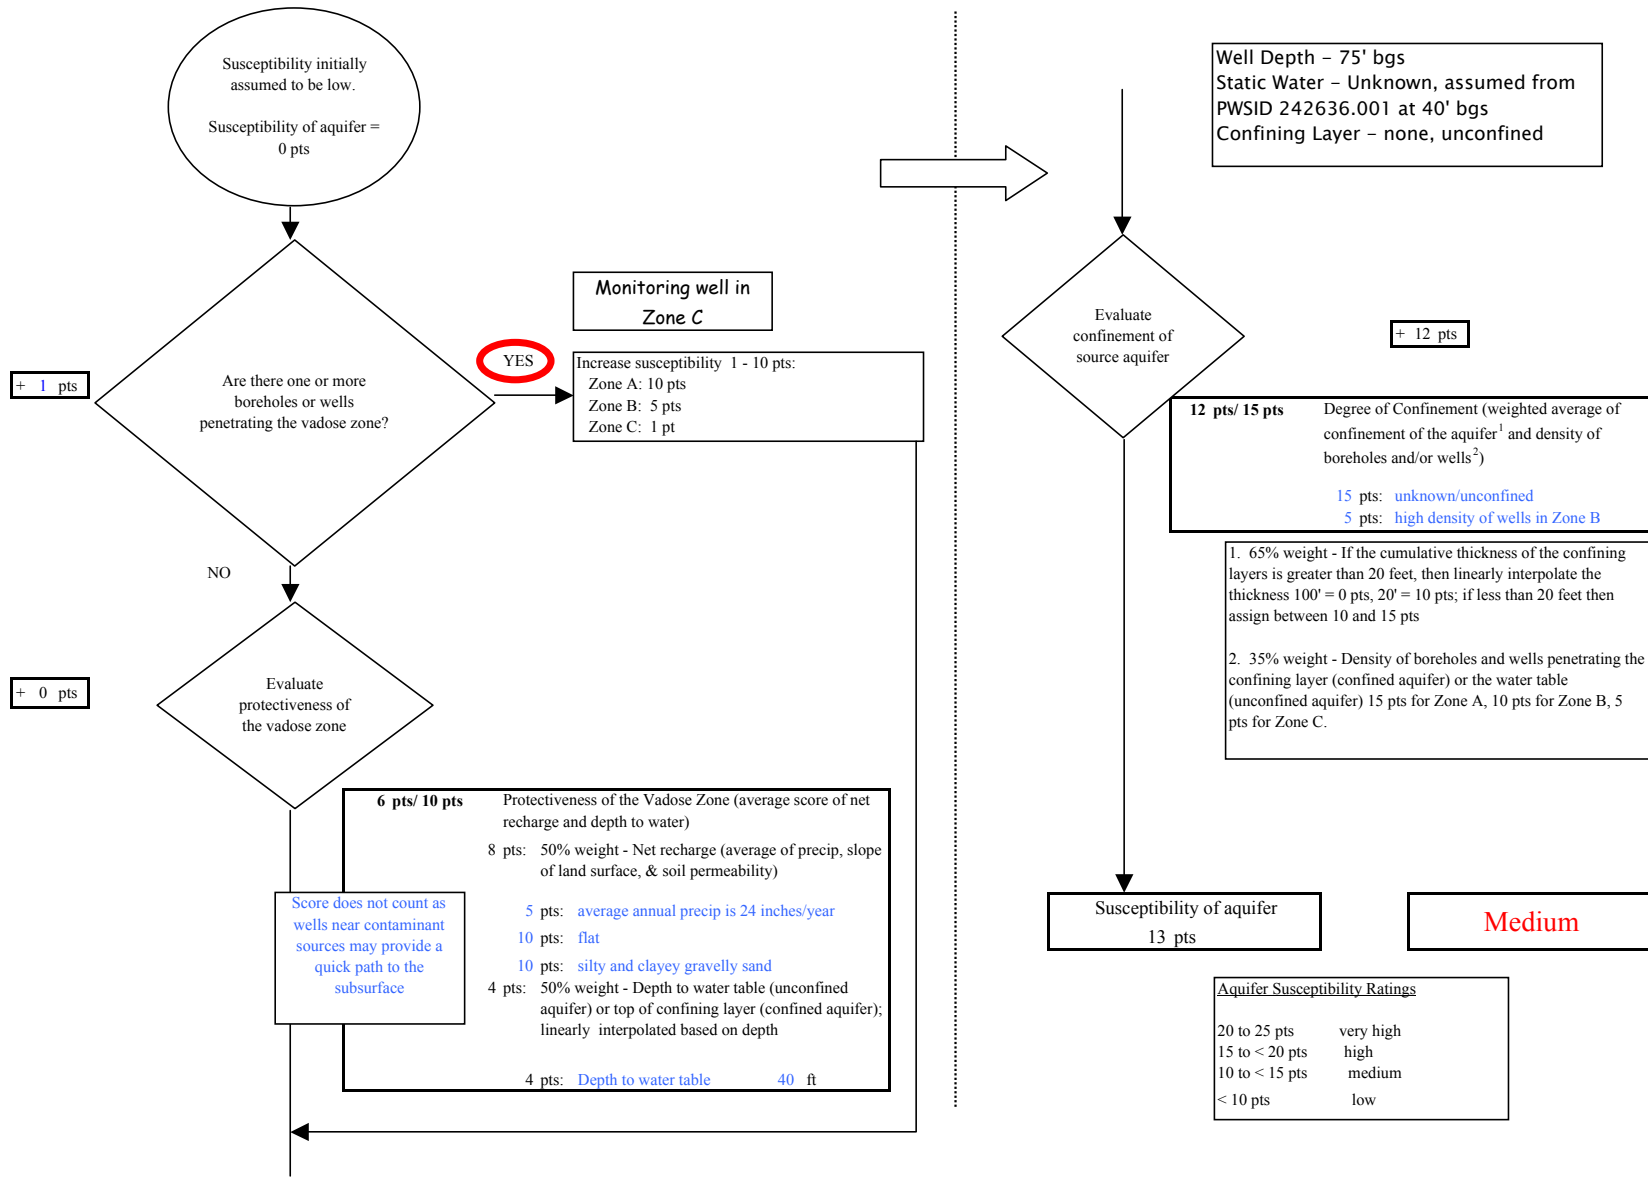 Susceptibility initially
assumed to be low.
Susceptibility of aquifer =
0 pts
Monitoring well in
Zone C
YES
Increase susceptibility 1 - 10 pts:
Zone A: 10 pts
Zone B: 5 pts
Zone C: 1 pt
+ 1 pts
Are there one or more
boreholes or wells
penetrating the vadose zone?
NO
+ 0 pts
Evaluate
protectiveness of
the vadose zone
6 pts/ 10 pts Protectiveness of the Vadose Zone (average score of net
recharge and depth to water)
8 pts: 50% weight - Net recharge (average of precip, slope
of land surface, & soil permeability)
5 pts: average annual precip is 24 inches/year
10 pts: flat
10 pts: silty and clayey gravelly sand
4 pts: 50% weight - Depth to water table (unconfined
aquifer) or top of confining layer (confined aquifer);
linearly interpolated based on depth
4 pts: Depth to water table 40 ft
Score does not count as
wells near contaminant
sources may provide a
quick path to the
subsurface
Well Depth – 75' bgs
Static Water – Unknown, assumed from
PWSID 242636.001 at 40' bgs
Confining Layer – none, unconfined
Evaluate
confinement of
source aquifer
+ 12 pts
12 pts/ 15 pts Degree of Confinement (weighted average of
confinement of the aquifer1 and density of
boreholes and/or wells2)
15 pts: unknown/unconfined
5 pts: high density of wells in Zone B
1. 65% weight - If the cumulative thickness of the confining
layers is greater than 20 feet, then linearly interpolate the
thickness 100' = 0 pts, 20' = 10 pts; if less than 20 feet then
assign between 10 and 15 pts
2. 35% weight - Density of boreholes and wells penetrating the
confining layer (confined aquifer) or the water table
(unconfined aquifer) 15 pts for Zone A, 10 pts for Zone B, 5
pts for Zone C.
Susceptibility of aquifer
13 pts
Medium
Aquifer Susceptibility Ratings
20 to 25 pts very high
15 to < 20 pts high
10 to < 15 pts medium
< 10 pts low